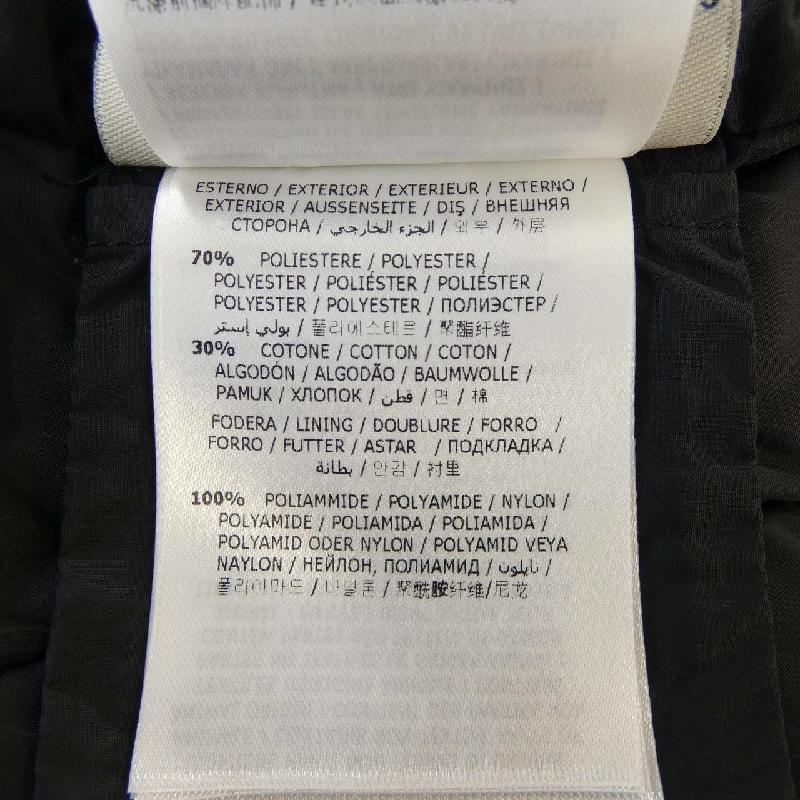 ESTERNO / EXTERIOR / EXTERIEUR / EXTERNO /
EXTERIOR / AUSSENSEITE / DIŞ / ВНЕШНЯЯ
СТОРОНА / الجزء الخارجي / 외부 / 外层
70% POLIESTERE / POLYESTER /
POLYESTER / POLIÉSTER / POLIÉSTER /
POLYESTER / POLYESTER / ПОЛИЭСТЕР /
بولي إستر / 폴리에스테르 / 聚酯纤维
30% COTONE / COTTON / COTON /
ALGODÓN / ALGODÃO / BAUMWOLLE /
PAMUK / ХЛОПОК / قطن / 면 / 棉
FODERA / LINING / DOUBLURE / FORRO /
FORRO / FUTTER / ASTAR / ПОДКЛАДКА /
بطانة / 안감 / 衬里
100% POLIAMMIDE / POLYAMIDE / NYLON /
POLYAMIDE / POLIAMIDA / POLIAMIDA /
POLYAMID ODER NYLON / POLYAMID VEYA
NAYLON / НЕЙЛОН, ПОЛИАМИД / نايلون /
폴리아마드 / 나일론 / 聚酰胺纤维/尼龙